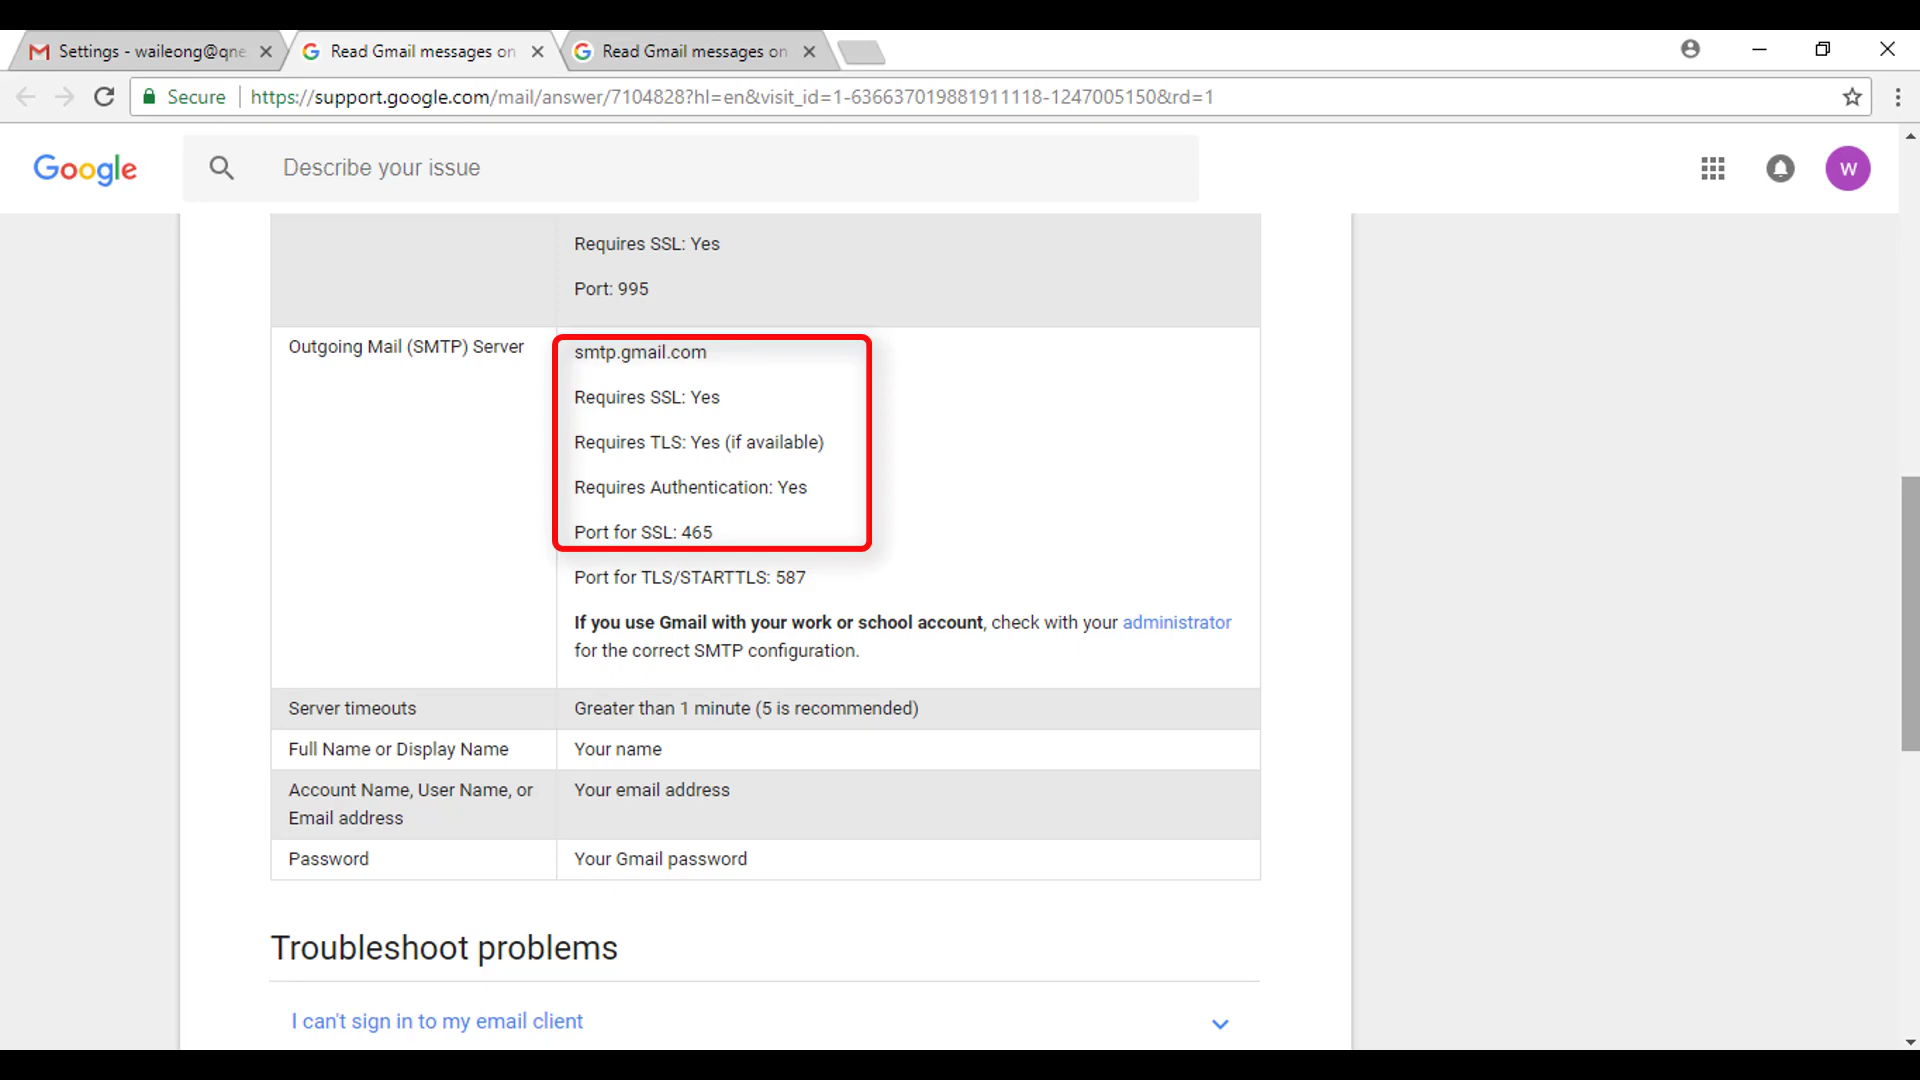 Settings - waileong@qne
Read Gmail messages on
Read Gmail messages on
Secure
https://support.google.com/mail/answer/7104828?hl=en&visit_id=1-636637019881911118-1247005150&rd=1
Google
Describe your issue
W
Requires SSL: Yes
Port: 995
Outgoing Mail (SMTP) Server
smtp.gmail.com
Requires SSL: Yes
Requires TLS: Yes (if available)
Requires Authentication: Yes
Port for SSL: 465
Port for TLS/STARTTLS: 587
If you use Gmail with your work or school account, check with your administrator
for the correct SMTP configuration.
Server timeouts
Greater than 1 minute (5 is recommended)
Full Name or Display Name
Your name
Account Name, User Name, or
Email address
Your email address
Password
Your Gmail password
Troubleshoot problems
I can't sign in to my email client